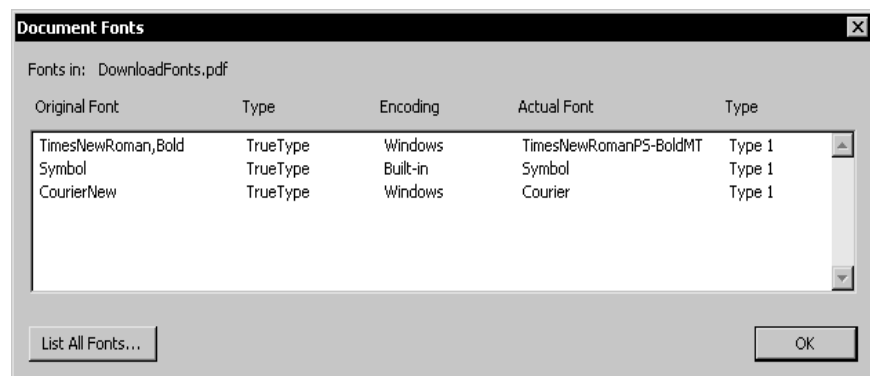 Document Fonts
Fonts in: DownloadFonts.pdf
Original Font Type Encoding Actual Font Type
TimesNewRoman,Bold TrueType Windows TimesNewRomanPS-BoldMT Type 1
Symbol TrueType Built-in Symbol Type 1
CourierNew TrueType Windows Courier Type 1
List All Fonts... OK